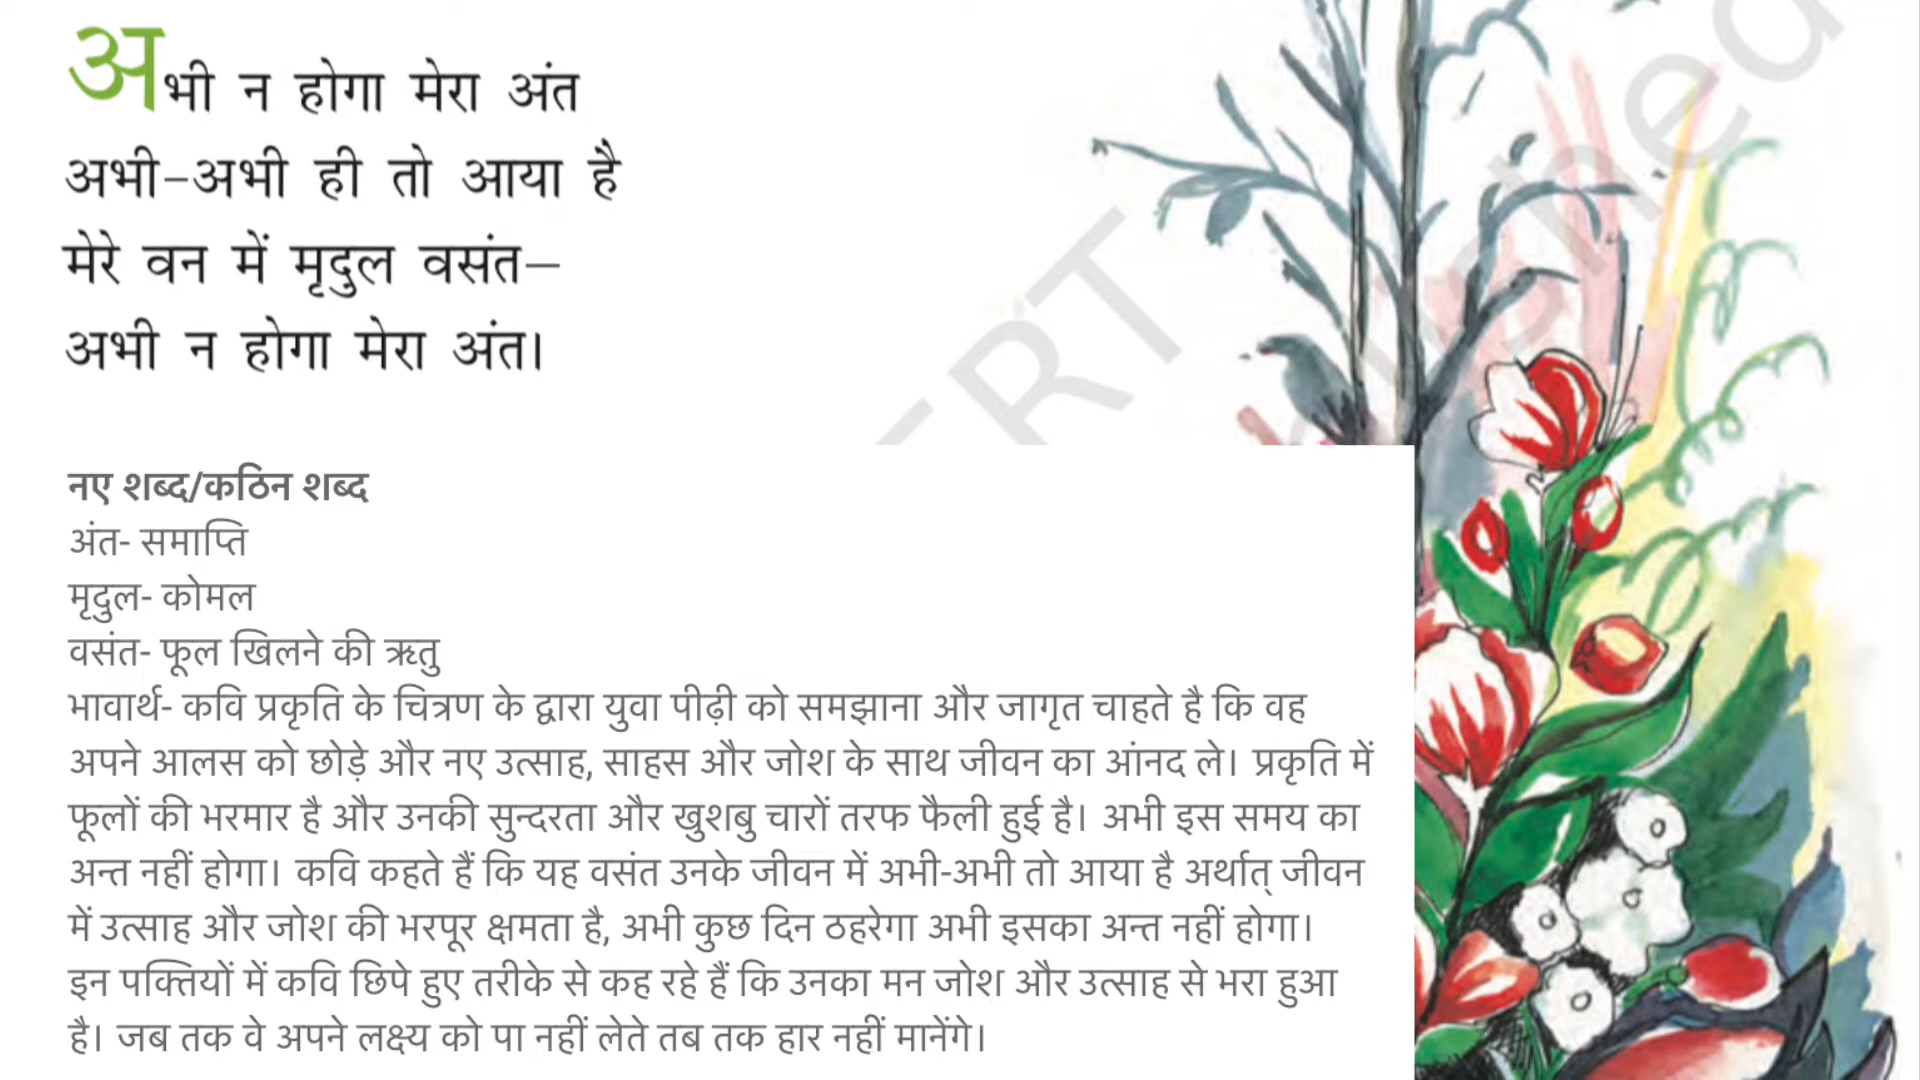 अभी न होगा मेरा अंत
अभी-अभी ही तो आया है
मेरे वन में मृदुल वसंत–
अभी न होगा मेरा अंत।
नए शब्द/कठिन शब्द
अंत- समाप्ति
मृदुल- कोमल
वसंत- फूल खिलने की ऋतु
भावार्थ- कवि प्रकृति के चित्रण के द्वारा युवा पीढ़ी को समझाना और जागृत चाहते है कि वह
अपने आलस को छोड़े और नए उत्साह, साहस और जोश के साथ जीवन का आंनद ले। प्रकृति में
फूलों की भरमार है और उनकी सुन्दरता और खुशबु चारों तरफ फैली हुई है। अभी इस समय का
अन्त नहीं होगा। कवि कहते हैं कि यह वसंत उनके जीवन में अभी-अभी तो आया है अर्थात् जीवन
में उत्साह और जोश की भरपूर क्षमता है, अभी कुछ दिन ठहरेगा अभी इसका अन्त नहीं होगा।
इन पक्तियों में कवि छिपे हुए तरीके से कह रहे हैं कि उनका मन जोश और उत्साह से भरा हुआ
है। जब तक वे अपने लक्ष्य को पा नहीं लेते तब तक हार नहीं मानेंगे।